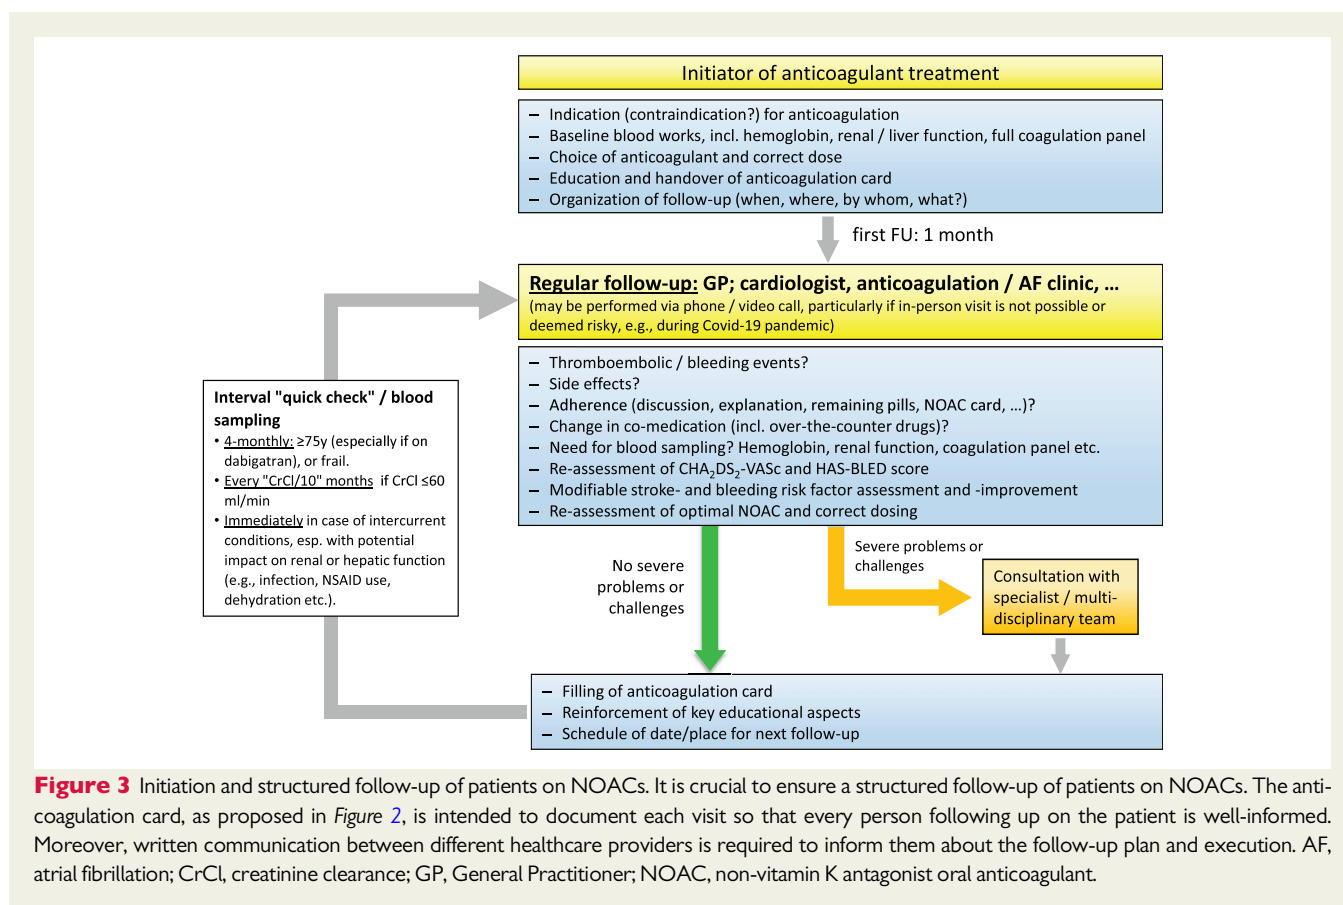 Initiator of anticoagulant treatment
– Indication (contraindication?) for anticoagulation
– Baseline blood works, incl. hemoglobin, renal / liver function, full coagulation panel
– Choice of anticoagulant and correct dose
– Education and handover of anticoagulation card
– Organization of follow-up (when, where, by whom, what?)
first FU: 1 month
Regular follow-up: GP; cardiologist, anticoagulation / AF clinic, ...
(may be performed via phone / video call, particularly if in-person visit is not possible or
deemed risky, e.g., during Covid-19 pandemic)
– Thromboembolic / bleeding events?
– Side effects?
– Adherence (discussion, explanation, remaining pills, NOAC card, ...)?
– Change in co-medication (incl. over-the-counter drugs)?
– Need for blood sampling? Hemoglobin, renal function, coagulation panel etc.
– Re-assessment of CHA2DS2-VASc and HAS-BLED score
– Modifiable stroke- and bleeding risk factor assessment and -improvement
– Re-assessment of optimal NOAC and correct dosing
Interval "quick check" / blood
sampling
• 4-monthly: ≥75y (especially if on
dabigatran), or frail.
• Every "CrCl/10" months if CrCl ≤60
ml/min
• Immediately in case of intercurrent
conditions, esp. with potential
impact on renal or hepatic function
(e.g., infection, NSAID use,
dehydration etc.).
No severe
problems or
challenges
Severe problems or
challenges
Consultation with
specialist / multi-
disciplinary team
– Filling of anticoagulation card
– Reinforcement of key educational aspects
– Schedule of date/place for next follow-up
Figure 3 Initiation and structured follow-up of patients on NOACs. It is crucial to ensure a structured follow-up of patients on NOACs. The anti-
coagulation card, as proposed in Figure 2, is intended to document each visit so that every person following up on the patient is well-informed.
Moreover, written communication between different healthcare providers is required to inform them about the follow-up plan and execution. AF,
atrial fibrillation; CrCl, creatinine clearance; GP, General Practitioner; NOAC, non-vitamin K antagonist oral anticoagulant.